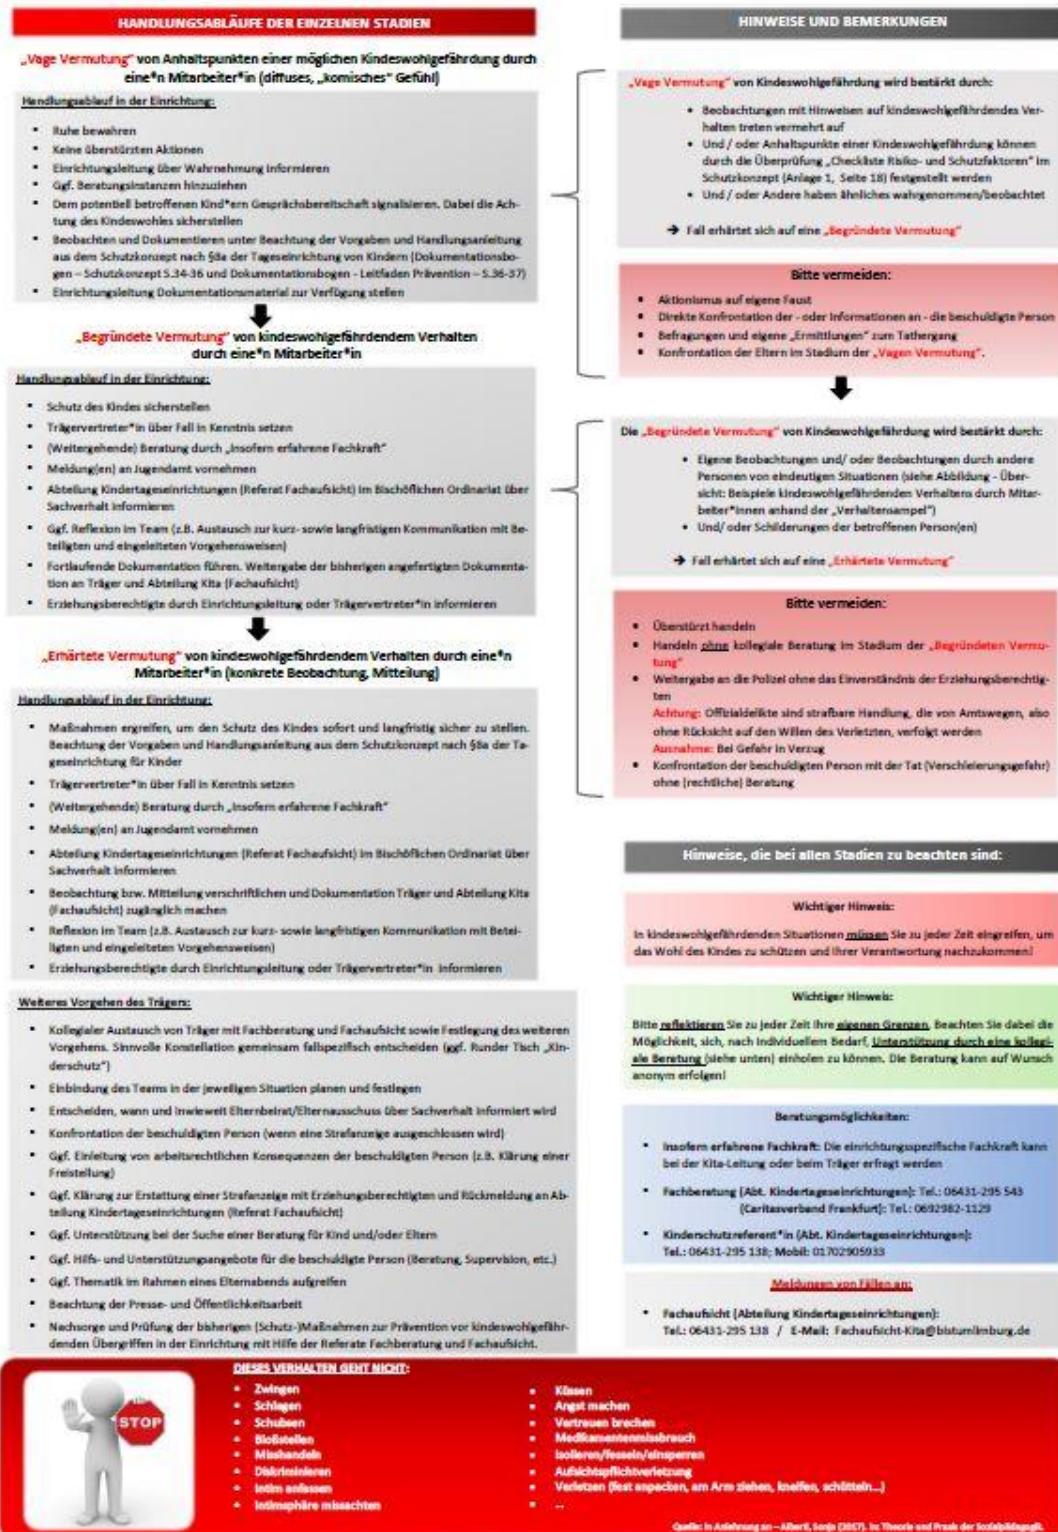 HANDLUNGSABLÄUFE DER EINZELNEN STADIEN
„Vage Vermutung“ von Anhaltspunkten einer möglichen Kindeswohlgefährdung durch
eine*n Mitarbeiter*in (diffuses, „komisches“ Gefühl)
Handlungsablauf in der Einrichtung:
▪ Ruhe bewahren
▪ Keine überstürzten Aktionen
▪ Einrichtungsleitung über Wahrnehmung informieren
▪ Ggf. Beratungsinstanzen hinzuziehen
▪ Dem potentiell betroffenen Kind*ern Gesprächsbereitschaft signalisieren. Dabei die Ach-
tung des Kindeswohles sicherstellen
▪ Beobachten und Dokumentieren unter Beachtung der Vorgaben und Handlungsanleitung
aus dem Schutzkonzept nach §8a der Tageseinrichtung von Kindern (Dokumentationsbo-
gen – Schutzkonzept S.34-36 und Dokumentationsbogen - Leitfaden Prävention – S.36-37)
▪ Einrichtungsleitung Dokumentationsmaterial zur Verfügung stellen
„Begründete Vermutung“ von kindeswohlgefährdendem Verhalten
durch eine*n Mitarbeiter*in
Handlungsablauf in der Einrichtung:
▪ Schutz des Kindes sicherstellen
▪ Trägervertreter*in über Fall in Kenntnis setzen
▪ (Weitergehende) Beratung durch „Insofern erfahrene Fachkraft“
▪ Meldung(en) an Jugendamt vornehmen
▪ Abteilung Kindertageseinrichtungen (Referat Fachaufsicht) im Bischöflichen Ordinariat über
Sachverhalt informieren
▪ Ggf. Reflexion im Team (z.B. Austausch zur kurz- sowie langfristigen Kommunikation mit Be-
teiligten und eingeleiteten Vorgehensweisen)
▪ Fortlaufende Dokumentation führen. Weitergabe der bisherigen angefertigten Dokumenta-
tion an Träger und Abteilung Kita (Fachaufsicht)
▪ Erziehungsberechtigte durch Einrichtungsleitung oder Trägervertreter*in informieren
„Erhärtete Vermutung“ von kindeswohlgefährdendem Verhalten durch eine*n
Mitarbeiter*in (konkrete Beobachtung, Mitteilung)
Handlungsablauf in der Einrichtung:
▪ Maßnahmen ergreifen, um den Schutz des Kindes sofort und langfristig sicher zu stellen.
Beachtung der Vorgaben und Handlungsanleitung aus dem Schutzkonzept nach §8a der Ta-
geseinrichtung für Kinder
▪ Trägervertreter*in über Fall in Kenntnis setzen
▪ (Weitergehende) Beratung durch „Insofern erfahrene Fachkraft“
▪ Meldung(en) an Jugendamt vornehmen
▪ Abteilung Kindertageseinrichtungen (Referat Fachaufsicht) im Bischöflichen Ordinariat über
Sachverhalt informieren
▪ Beobachtung bzw. Mitteilung verschriftlichen und Dokumentation Träger und Abteilung Kita
(Fachaufsicht) zugänglich machen
▪ Reflexion im Team (z.B. Austausch zur kurz- sowie langfristigen Kommunikation mit Betei-
ligten und eingeleiteten Vorgehensweisen)
▪ Erziehungsberechtigte durch Einrichtungsleitung oder Trägervertreter*in informieren
Weiteres Vorgehen des Trägers:
▪ Kollegialer Austausch von Träger mit Fachberatung und Fachaufsicht sowie Festlegung des weiteren
Vorgehens. Sinnvolle Konstellation gemeinsam fallspezifisch entscheiden (ggf. Runder Tisch „Kin-
derschutz“)
▪ Einbindung des Teams in der jeweiligen Situation planen und festlegen
▪ Entscheiden, wann und inwieweit Elternbeirat/Elternausschuss über Sachverhalt informiert wird
▪ Konfrontation der beschuldigten Person (wenn eine Strafanzeige ausgeschlossen wird)
▪ Ggf. Einleitung von arbeitsrechtlichen Konsequenzen der beschuldigten Person (z.B. Klärung einer
Freistellung)
▪ Ggf. Klärung zur Erstattung einer Strafanzeige mit Erziehungsberechtigten und Rückmeldung an Ab-
teilung Kindertageseinrichtungen (Referat Fachaufsicht)
▪ Ggf. Unterstützung bei der Suche einer Beratung für Kind und/oder Eltern
▪ Ggf. Hilfs- und Unterstützungsangebote für die beschuldigte Person (Beratung, Supervision, etc.)
▪ Ggf. Thematik im Rahmen eines Elternabends aufgreifen
▪ Beachtung der Presse- und Öffentlichkeitsarbeit
▪ Nachsorge und Prüfung der bisherigen (Schutz-)Maßnahmen zur Prävention vor kindeswohlgefähr-
denden Übergriffen in der Einrichtung mit Hilfe der Referate Fachberatung und Fachaufsicht.
HINWEISE UND BEMERKUNGEN
„Vage Vermutung“ von Kindeswohlgefährdung wird bestärkt durch:
• Beobachtungen mit Hinweisen auf kindeswohlgefährdendes Ver-
halten treten vermehrt auf
• Und / oder Anhaltspunkte einer Kindeswohlgefährdung können
durch die Überprüfung „Checkliste Risiko- und Schutzfaktoren“ im
Schutzkonzept (Anlage 1, Seite 18) festgestellt werden
• Und / oder Andere haben ähnliches wahrgenommen/beobachtet
➔ Fall erhärtet sich auf eine „Begründete Vermutung“
Bitte vermeiden:
• Aktionismus auf eigene Faust
• Direkte Konfrontation der - oder Informationen an - die beschuldigte Person
• Befragungen und eigene „Ermittlungen“ zum Tathergang
• Konfrontation der Eltern im Stadium der „Vagen Vermutung“.
Die „Begründete Vermutung“ von Kindeswohlgefährdung wird bestärkt durch:
• Eigene Beobachtungen und/ oder Beobachtungen durch andere
Personen von eindeutigen Situationen (siehe Abbildung - Über-
sicht: Beispiele kindeswohlgefährdenden Verhaltens durch Mitar-
beiter*innen anhand der „Verhaltensampel“)
• Und/ oder Schilderungen der betroffenen Person(en)
➔ Fall erhärtet sich auf eine „Erhärtete Vermutung“
Bitte vermeiden:
• Überstürzt handeln
• Handeln ohne kollegiale Beratung im Stadium der „Begründeten Vermu-
tung“
• Weitergabe an die Polizei ohne das Einverständnis der Erziehungsberechtig-
ten
Achtung: Offizialdelikte sind strafbare Handlung, die von Amtswegen, also
ohne Rücksicht auf den Willen des Verletzten, verfolgt werden
Ausnahme: Bei Gefahr in Verzug
• Konfrontation der beschuldigten Person mit der Tat (Verschleierungsgefahr)
ohne (rechtliche) Beratung
Hinweise, die bei allen Stadien zu beachten sind:
Wichtiger Hinweis:
In kindeswohlgefährdenden Situationen müssen Sie zu jeder Zeit eingreifen, um
das Wohl des Kindes zu schützen und Ihrer Verantwortung nachzukommen!
Wichtiger Hinweis:
Bitte reflektieren Sie zu jeder Zeit Ihre eigenen Grenzen. Beachten Sie dabei die
Möglichkeit, sich, nach individuellem Bedarf, Unterstützung durch eine kollegi-
ale Beratung (siehe unten) einholen zu können. Die Beratung kann auf Wunsch
anonym erfolgen!
Beratungsmöglichkeiten:
▪ Insofern erfahrene Fachkraft: Die einrichtungsspezifische Fachkraft kann
bei der Kita-Leitung oder beim Träger erfragt werden
▪ Fachberatung (Abt. Kindertageseinrichtungen): Tel.: 06431-295 543
(Caritasverband Frankfurt): Tel.: 0692982-1129
▪ Kinderschutzreferent*in (Abt. Kindertageseinrichtungen):
Tel.: 06431-295 138; Mobil: 01702905933
Meldungen von Fällen an:
▪ Fachaufsicht (Abteilung Kindertageseinrichtungen):
Tel.: 06431-295 138 / E-Mail: Fachaufsicht-Kita@bistumlimburg.de
STOP
DIESES VERHALTEN GEHT NICHT:
▪ Zwingen
▪ Schlagen
▪ Schubsen
▪ Bloßstellen
▪ Misshandeln
▪ Diskriminieren
▪ Intim anfassen
▪ Intimsphäre missachten
▪ Küssen
▪ Angst machen
▪ Vertrauen brechen
▪ Medikamentenmissbrauch
▪ Isolieren/fesseln/einsperren
▪ Aufsichtspflichtverletzung
▪ Verletzen (fest anpacken, am Arm ziehen, kneifen, schütteln...)
▪ ...
Quelle: In Anlehnung an – Alberti, Sonja (2017). In: Theorie und Praxis der Sozialpädagogik.